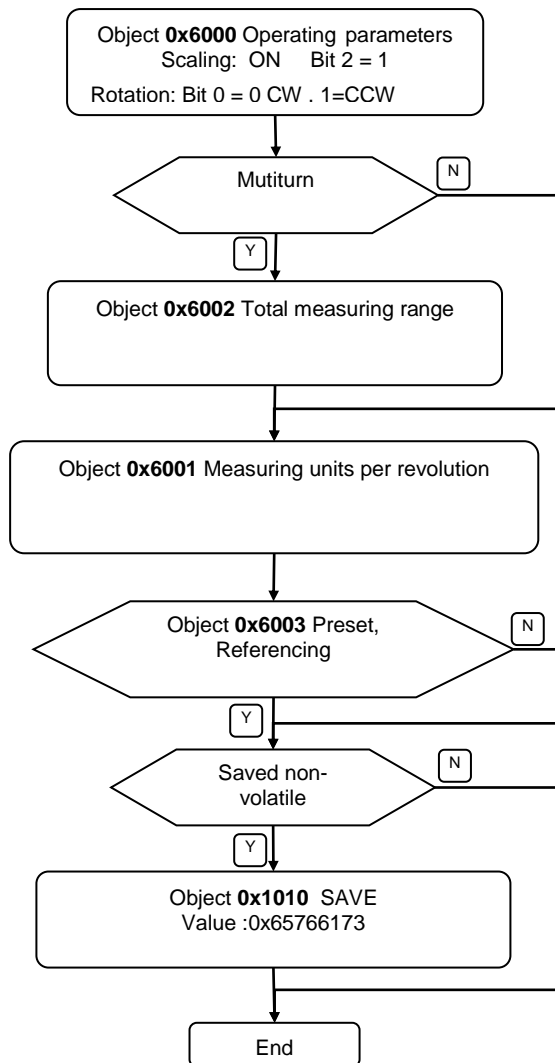 Object 0x6000 Operating parameters
Scaling: ON Bit 2 = 1
Rotation: Bit 0 = 0 CW . 1=CCW
Mutiturn
N
Y
Object 0x6002 Total measuring range
Object 0x6001 Measuring units per revolution
Object 0x6003 Preset,
Referencing
N
Y
Saved non-
volatile
N
Y
Object 0x1010 SAVE
Value :0x65766173
End